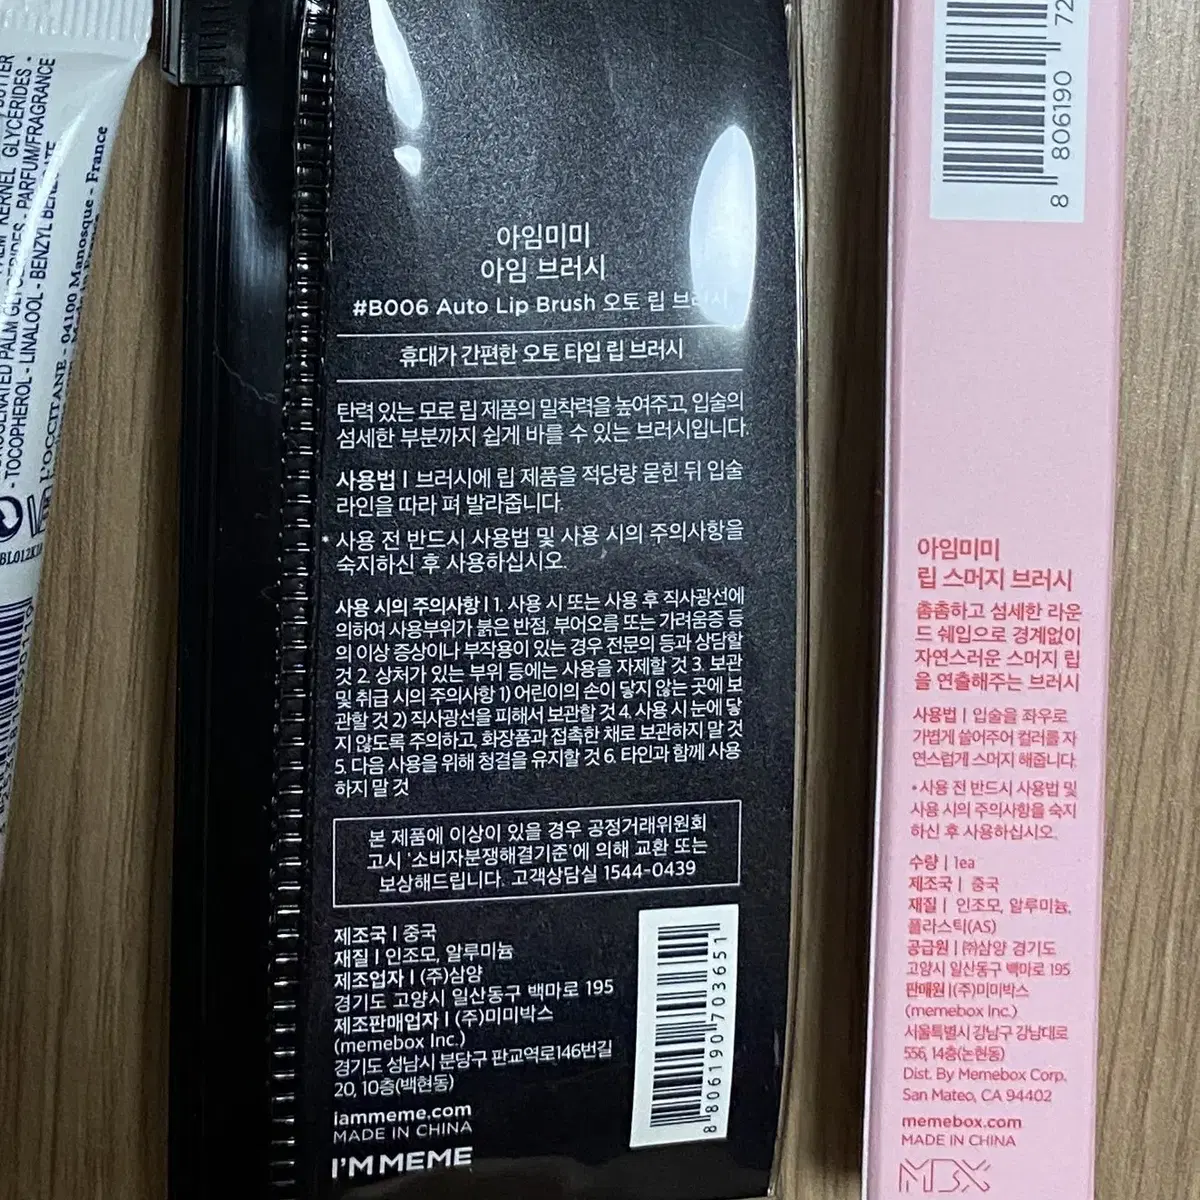 BUTTER
KERNEL GLYCERIDES -
HYDROGENATED PALM GLYCERIDES - PARFUM/FRAGRANCE
- TOCOPHEROL - LINALOOL - BENZYL
L'OCCITANE - 04100 Manosque - France
아임미미
아임 브러시
#B006 Auto Lip Brush 오토 립 브러시
휴대가 간편한 오토 타입 립 브러시
탄력 있는 모로 립 제품의 밀착력을 높여주고, 입술의
섬세한 부분까지 쉽게 바를 수 있는 브러시입니다.
사용법 | 브러시에 립 제품을 적당량 묻힌 뒤 입술
라인을 따라 펴 발라줍니다.
* 사용 전 반드시 사용법 및 사용 시의 주의사항을
숙지하신 후 사용하십시오.
사용 시의 주의사항 | 1. 사용 시 또는 사용 후 직사광선에
의하여 사용부위가 붉은 반점, 부어오름 또는 가려움증 등
의 이상 증상이나 부작용이 있는 경우 전문의 등과 상담할
것 2. 상처가 있는 부위 등에는 사용을 자제할 것 3. 보관
및 취급 시의 주의사항 1) 어린이의 손이 닿지 않는 곳에 보
관할 것 2) 직사광선을 피해서 보관할 것 4. 사용 시 눈에 닿
지 않도록 주의하고, 화장품과 접촉한 채로 보관하지 말 것
5. 다음 사용을 위해 청결을 유지할 것 6. 타인과 함께 사용
하지 말 것
본 제품에 이상이 있을 경우 공정거래위원회
고시 '소비자분쟁해결기준'에 의해 교환 또는
보상해드립니다. 고객상담실 1544-0439
제조국 | 중국
재질 | 인조모, 알루미늄
제조업자 | (주)삼양
경기도 고양시 일산동구 백마로 195
제조판매업자 | (주)미미박스
(memebox Inc.)
경기도 성남시 분당구 판교역로146번길
20, 10층(백현동)
iammeme.com
MADE IN CHINA
I'M MEME
8 806190 703651
8 806190 72
아임미미
립 스머지 브러시
촘촘하고 섬세한 라운
드 쉐입으로 경계없이
자연스러운 스머지 립
을 연출해주는 브러시
사용법 | 입술을 좌우로
가볍게 쓸어주어 컬러를 자
연스럽게 스머지 해줍니다.
* 사용 전 반드시 사용법 및
사용 시의 주의사항을 숙지
하신 후 사용하십시오.
수량 | 1ea
제조국 | 중국
재질 | 인조모, 알루미늄,
플라스틱(AS)
공급원 | ㈜삼양 경기도
고양시 일산동구 백마로 195
판매원 | (주)미미박스
(memebox Inc.)
서울특별시 강남구 강남대로
556, 14층(논현동)
Dist. By Memebox Corp.
San Mateo, CA 94402
memebox.com
MADE IN CHINA
MBX